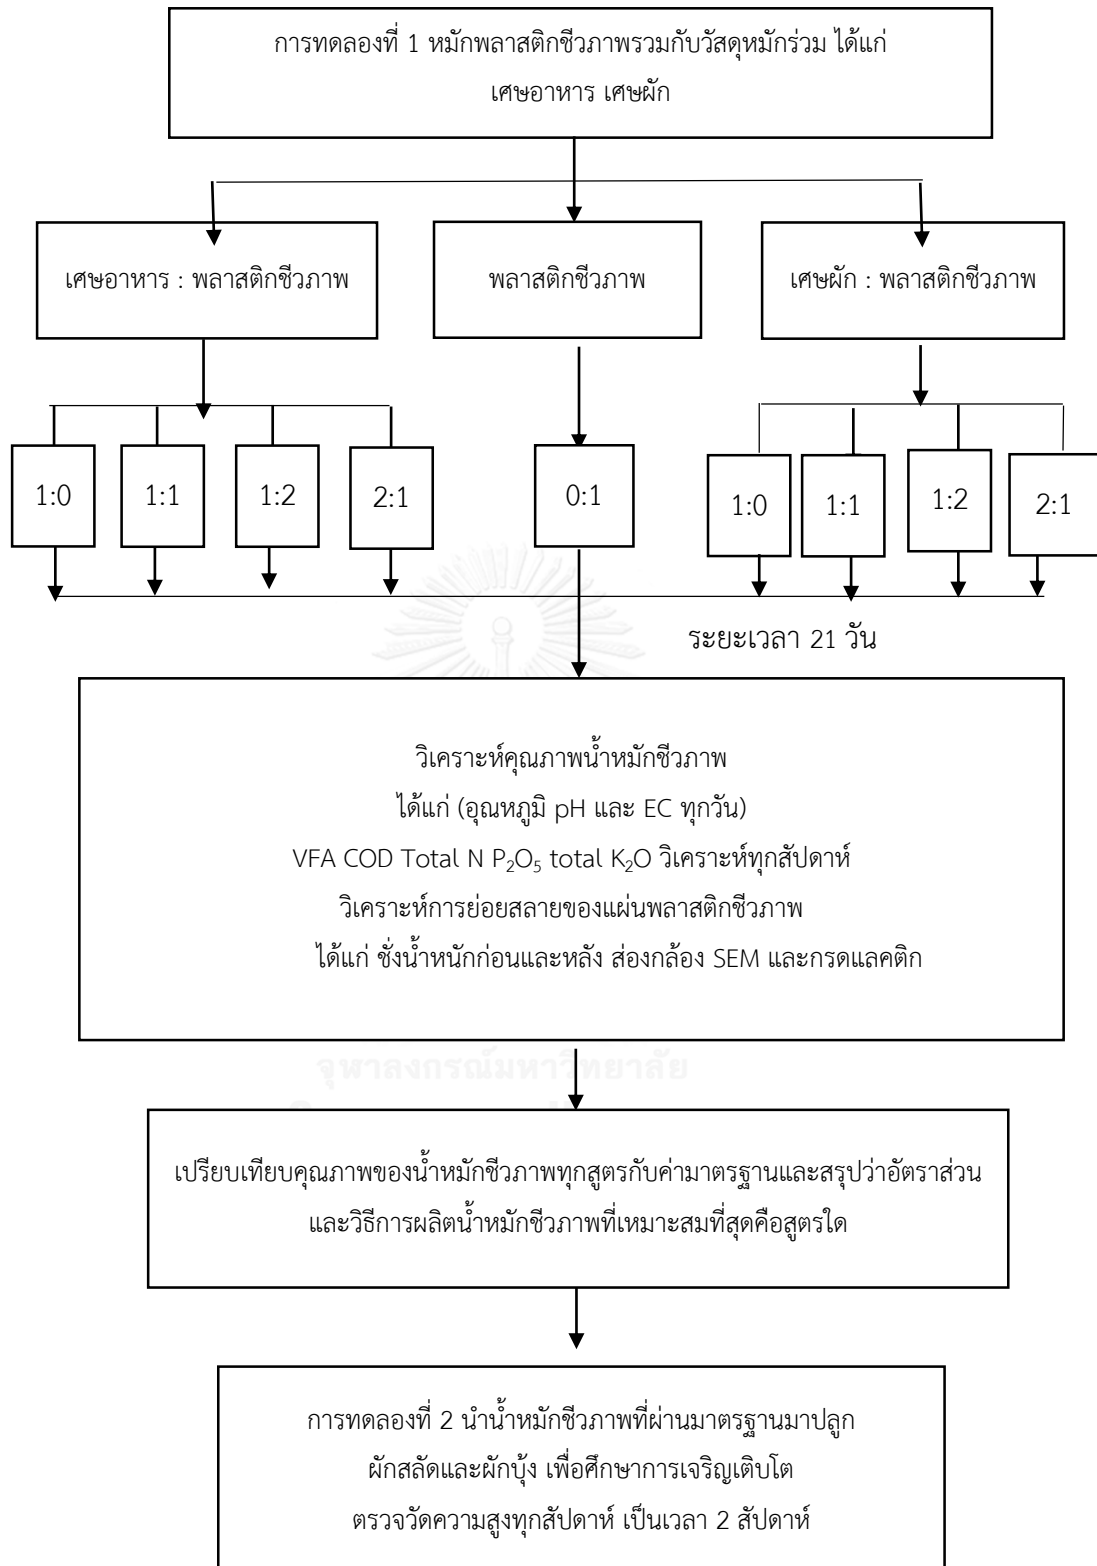 การทดลองที่ 1 หมักพลาสติกชีวภาพรวมกับวัสดุหมักร่วม ได้แก่
เศษอาหาร เศษผัก
เศษอาหาร : พลาสติกชีวภาพ
พลาสติกชีวภาพ
เศษผัก : พลาสติกชีวภาพ
1:0
1:1
1:2
2:1
0:1
1:0
1:1
1:2
2:1
ระยะเวลา 21 วัน
วิเคราะห์คุณภาพน้ำหมักชีวภาพ
ได้แก่ (อุณหภูมิ pH และ EC ทุกวัน)
VFA COD Total N P₂O₅ total K₂O วิเคราะห์ทุกสัปดาห์
วิเคราะห์การย่อยสลายของแผ่นพลาสติกชีวภาพ
ได้แก่ ชั่งน้ำหนักก่อนและหลัง ส่องกล้อง SEM และกรดแลคติก
จุฬาลงกรณ์มหาวิทยาลัย
เปรียบเทียบคุณภาพของน้ำหมักชีวภาพทุกสูตรกับค่ามาตรฐานและสรุปว่าอัตราส่วน
และวิธีการผลิตน้ำหมักชีวภาพที่เหมาะสมที่สุดคือสูตรใด
การทดลองที่ 2 นำน้ำหมักชีวภาพที่ผ่านมาตรฐานมาปลูก
ผักสลัดและผักบุ้ง เพื่อศึกษาการเจริญเติบโต
ตรวจวัดความสูงทุกสัปดาห์ เป็นเวลา 2 สัปดาห์